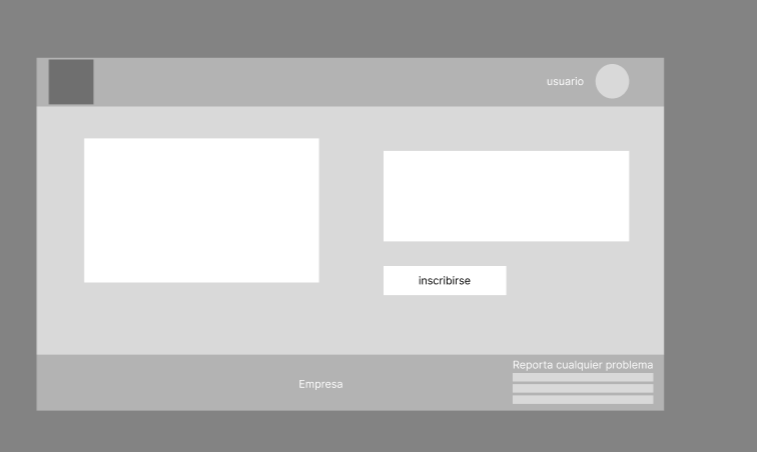 usuario
inscribirse
Reporta cualquier problema
Empresa